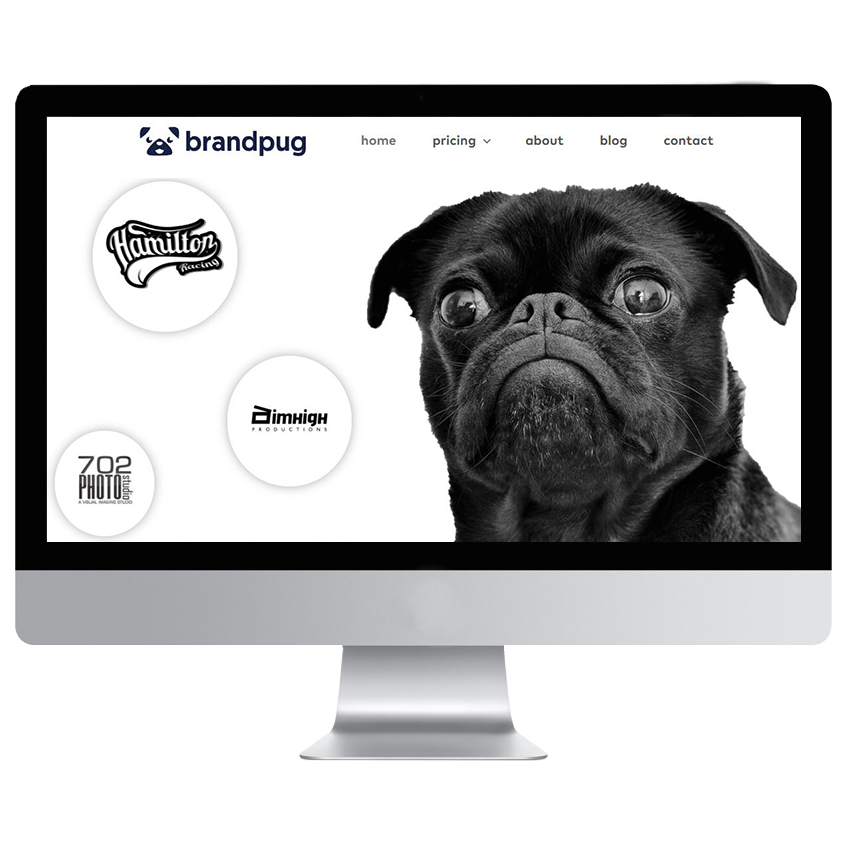 brandpug
home pricing about blog contact
Hamilton
Racing
aimhigh
PRODUCTIONS
702
PHOTO
studio
A VISUAL IMAGING STUDIO